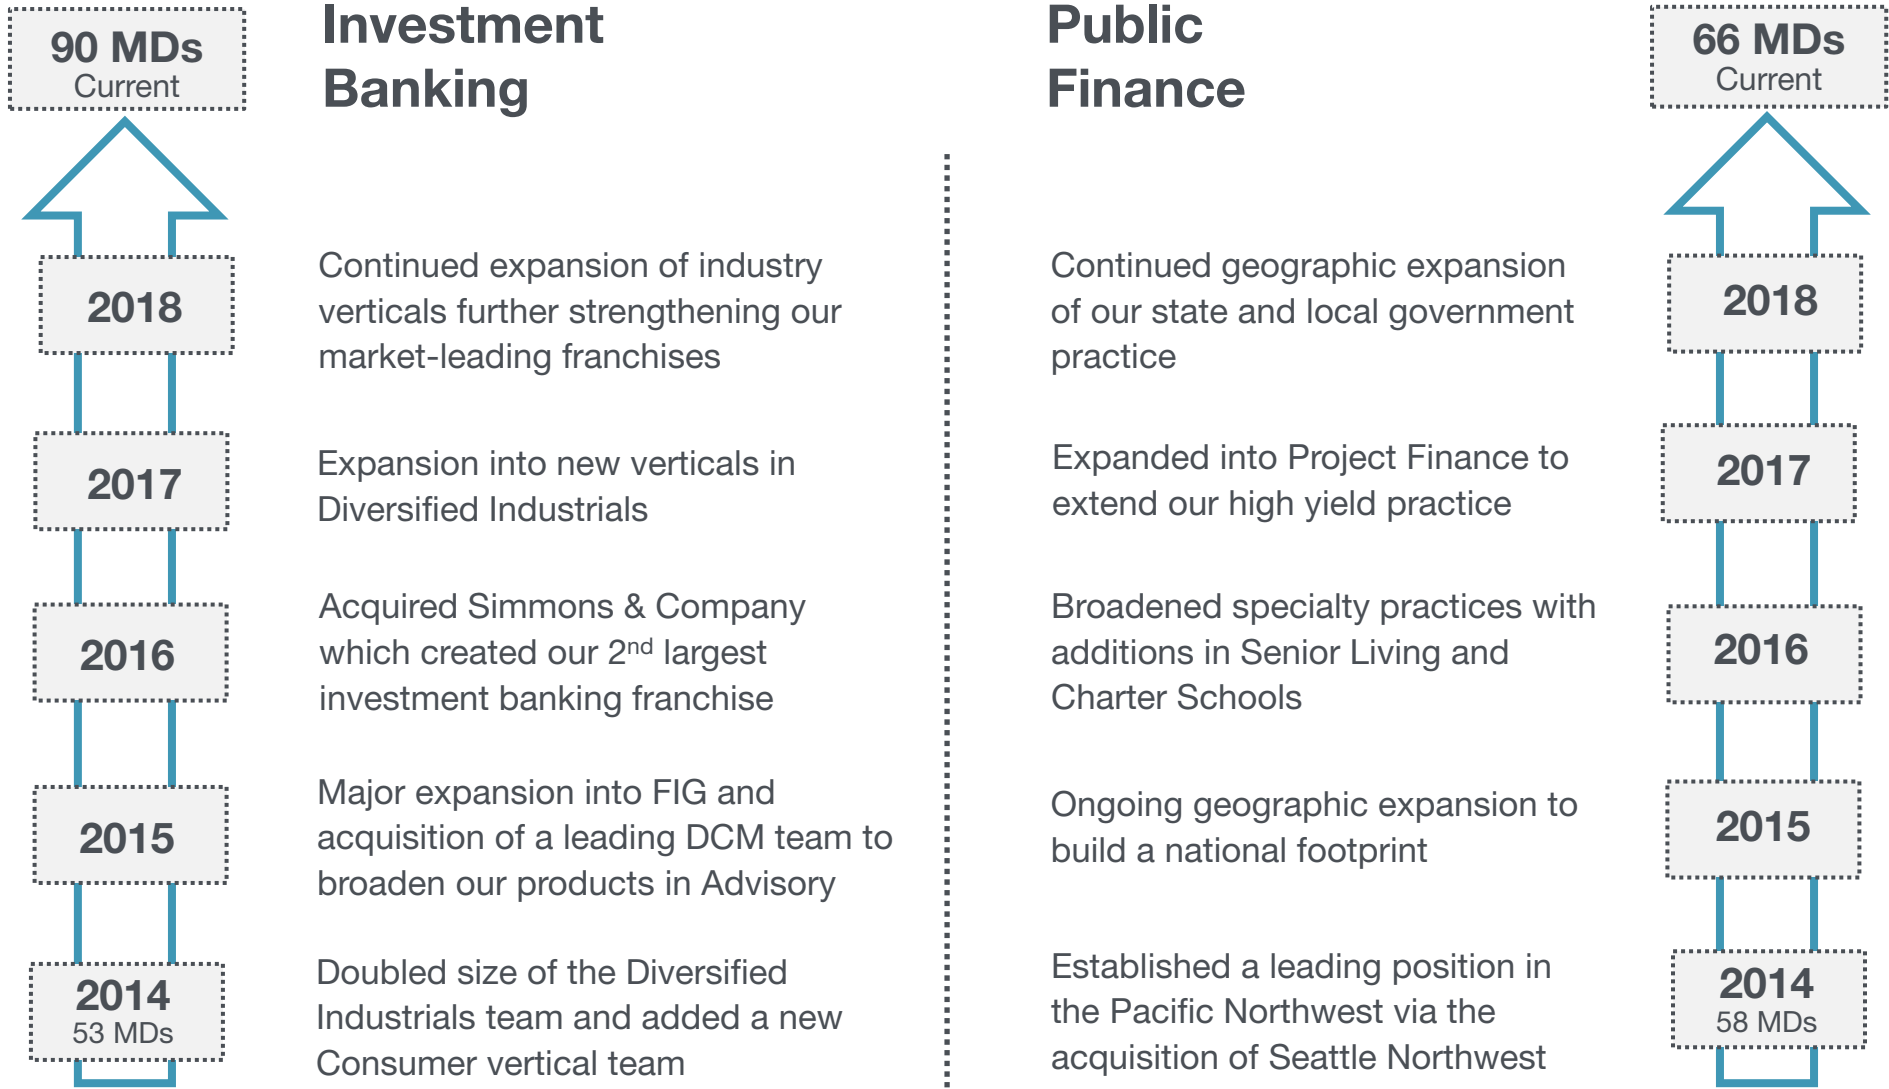 90 MDs
Current
Investment
Banking
2018
Continued expansion of industry
verticals further strengthening our
market-leading franchises
2017
Expansion into new verticals in
Diversified Industrials
2016
Acquired Simmons & Company
which created our 2nd largest
investment banking franchise
2015
Major expansion into FIG and
acquisition of a leading DCM team to
broaden our products in Advisory
2014
53 MDs
Doubled size of the Diversified
Industrials team and added a new
Consumer vertical team
Public
Finance
66 MDs
Current
Continued geographic expansion
of our state and local government
practice
2018
Expanded into Project Finance to
extend our high yield practice
2017
Broadened specialty practices with
additions in Senior Living and
Charter Schools
2016
Ongoing geographic expansion to
build a national footprint
2015
Established a leading position in
the Pacific Northwest via the
acquisition of Seattle Northwest
2014
58 MDs